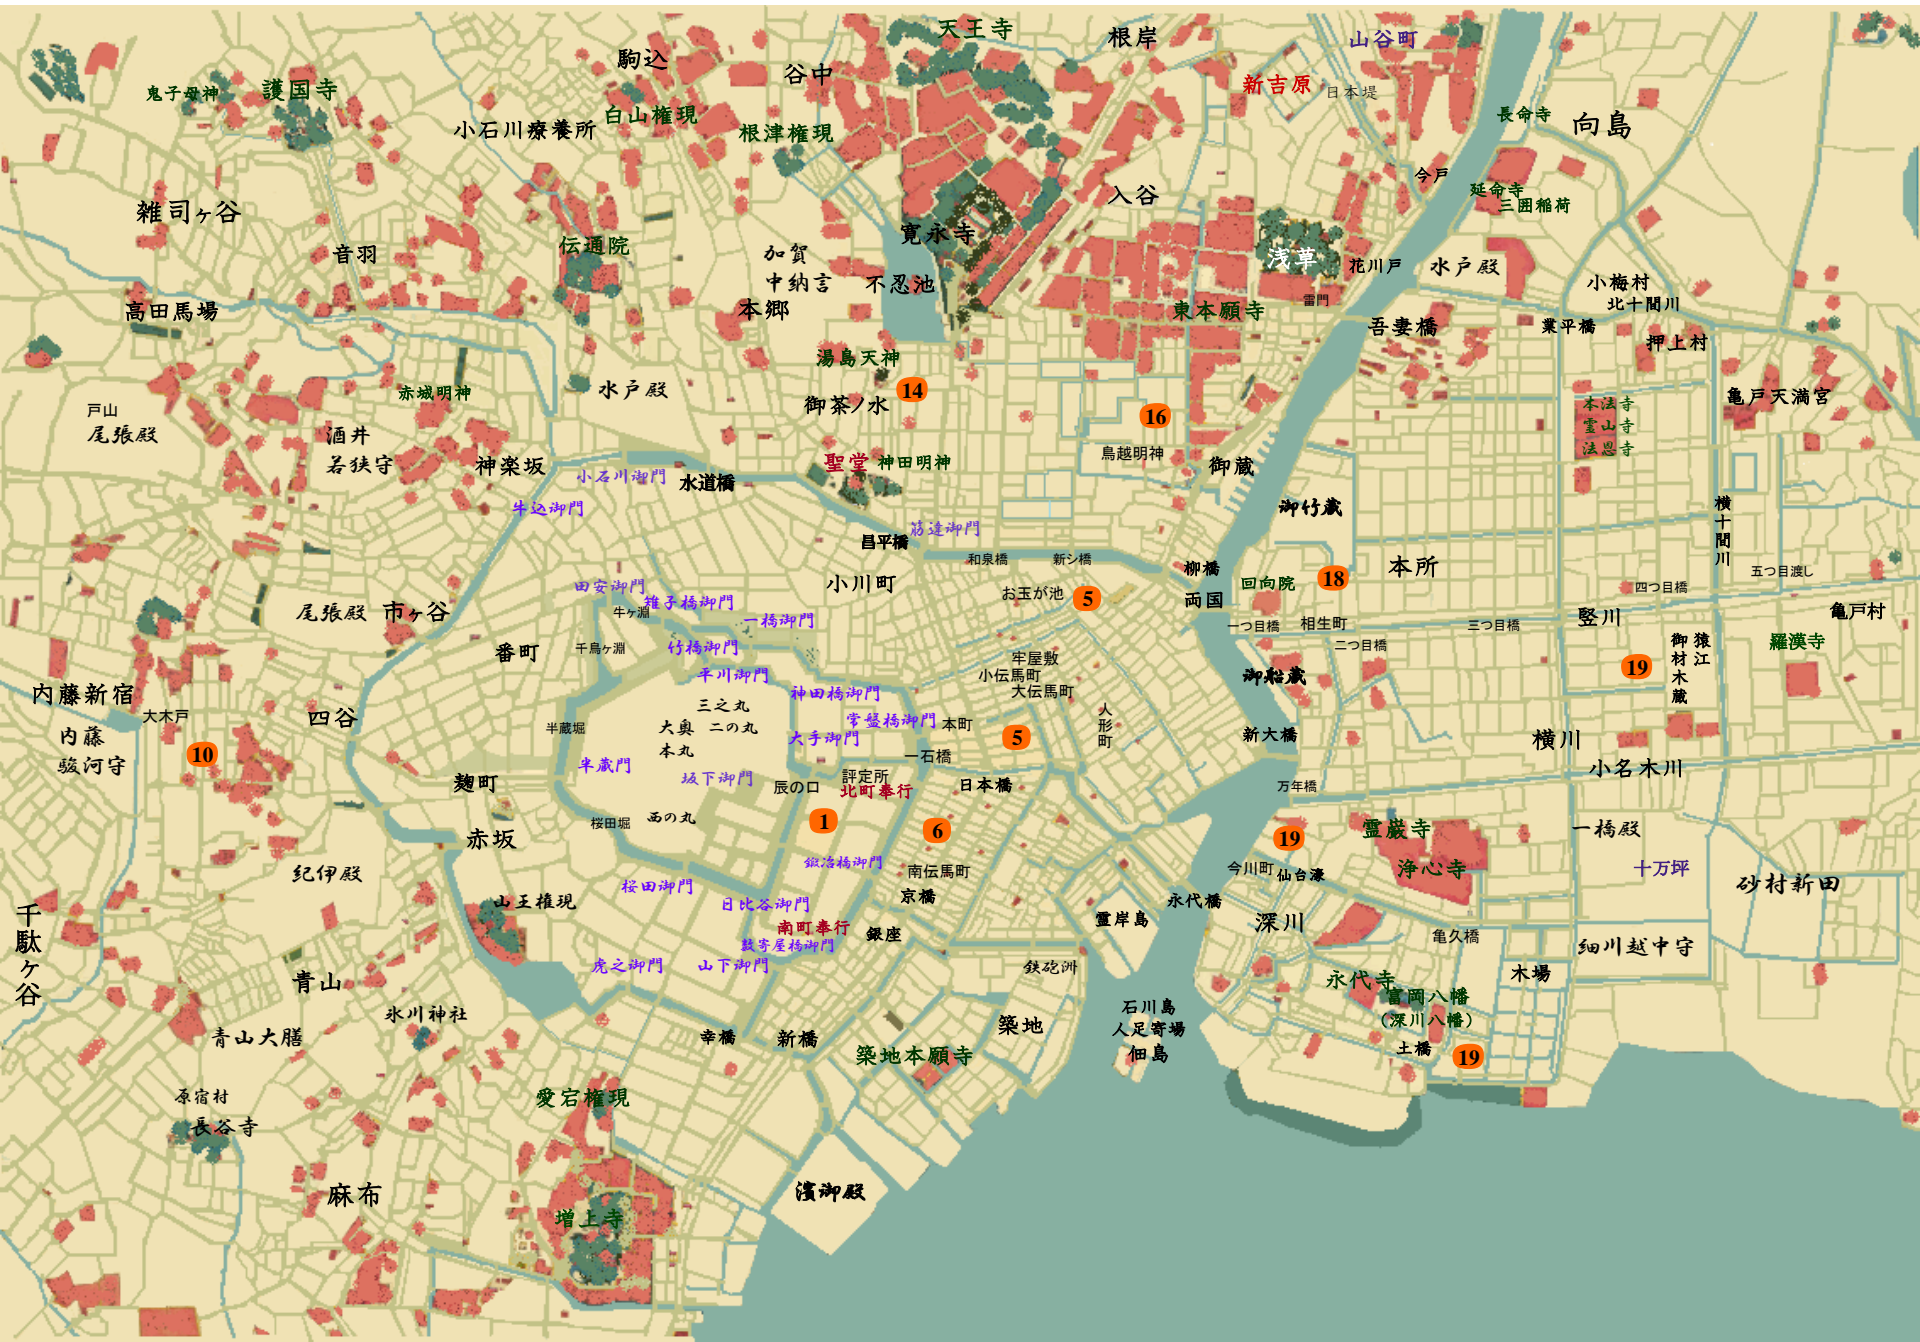 天王寺
根岸
山谷町
駒込
谷中
新吉原
日本堤
鬼子母神
護国寺
白山権現
小石川療養所
根津権現
長命寺
向島
今戸
延命寺
三囲稲荷
入谷
雑司ヶ谷
音羽
伝通院
加賀
中納言
寛永寺
不忍池
浅草
花川戸
水戸殿
小梅村
北十間川
高田馬場
本郷
東本願寺
雷門
吾妻橋
業平橋
押上村
湯島天神
14
赤城明神
水戸殿
御茶ノ水
16
本法寺
霊山寺
法恩寺
亀戸天満宮
戸山
尾張殿
酒井
若狭守
神楽坂
小石川御門
水道橋
聖堂
神田明神
鳥越明神
御蔵
御竹蔵
牛込御門
筋違御門
昌平橋
和泉橋
新シ橋
柳橋
両国
横十間川
本所
五つ目渡し
四つ目橋
田安御門
雉子橋御門
牛ヶ淵
一橋御門
小川町
お玉が池
5
回向院
18
尾張殿
市ヶ谷
番町
千鳥ヶ淵
竹橋御門
平川御門
神田橋御門
牢屋敷
小伝馬町
大伝馬町
一つ目橋
相生町
二つ目橋
三つ目橋
竪川
亀戸村
羅漢寺
猿江
御材木蔵
19
御船蔵
内藤新宿
大木戸
内藤
駿河守
10
四谷
半蔵堀
三之丸
大奥
二の丸
本丸
常盤橋御門
大手御門
本町
5
人形町
一石橋
新大橋
横川
小名木川
半蔵門
坂下御門
辰の口
評定所
北町奉行
日本橋
万年橋
麹町
桜田堀
西の丸
1
6
赤坂
鍛冶橋御門
南伝馬町
京橋
19
今川町
仙台濠
霊巌寺
浄心寺
一橋殿
十万坪
砂村新田
紀伊殿
桜田御門
日比谷御門
南町奉行
数寄屋橋御門
銀座
霊岸島
永代橋
深川
亀久橋
細川越中守
千駄ヶ谷
山王権現
虎之御門
山下御門
鉄砲洲
木場
青山
氷川神社
青山大膳
幸橋
新橋
築地
石川島
人足寄場
佃島
永代寺
富岡八幡
(深川八幡)
土橋
19
築地本願寺
原宿村
長谷寺
愛宕権現
麻布
増上寺
濱御殿